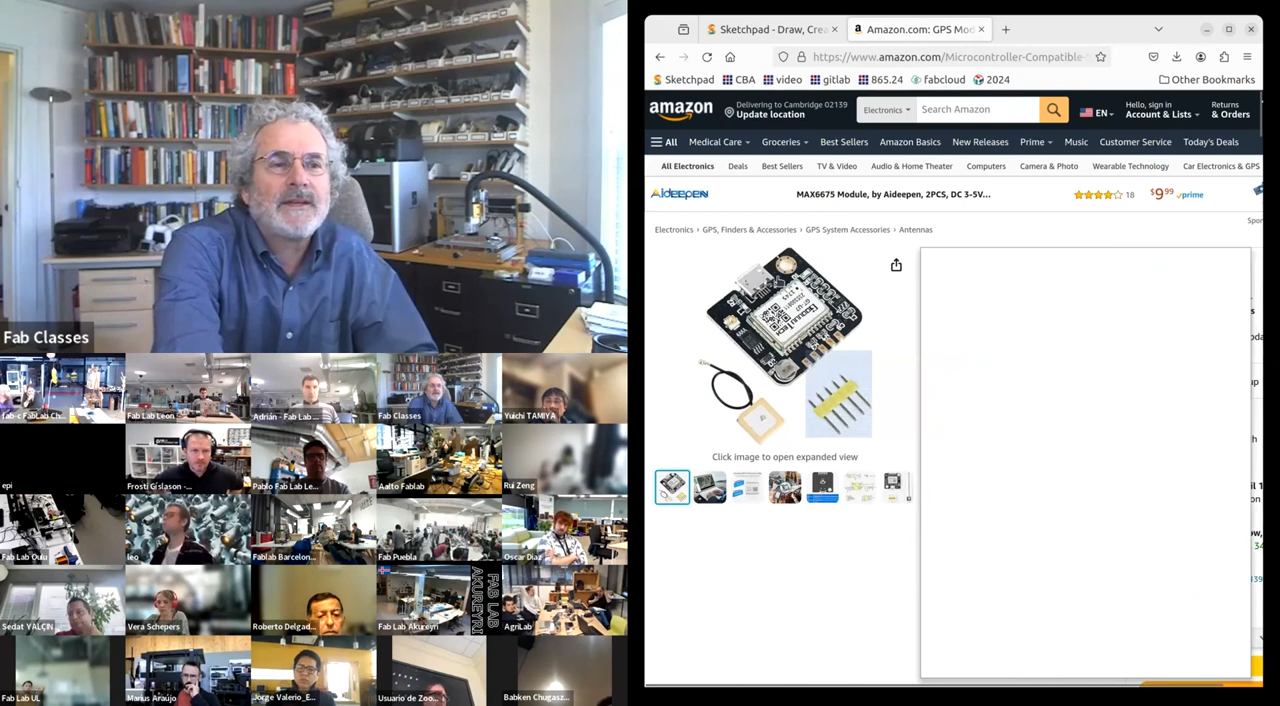 Fab Classes
fab-c FabLab Ch...
Fab Lab Leon
Adrián - Fab Lab ...
Fab Classes
Yuichi TAMIYA
epi
Frosti Gíslason -...
Pablo Fab Lab Le...
Aalto Fablab
Rui Zeng
Fab Lab Oulu
leo
Fablab Barcelon...
Fab Puebla
Oscar Diaz
Sedat YALÇIN
Vera Schepers
Roberto Delgad...
Fab Lab Akureyri
FAB LAB
AKUREYRI
AgriLab
Fab Lab UL
Marius Araújo
Jorge Valerio_E...
Usuario de Zoo...
Babken Chugasz...
Sketchpad - Draw, Crea
Amazon.com: GPS Mod
https://www.amazon.com/Microcontroller-Compatible-
Sketchpad
CBA
video
gitlab
865.24
fabcloud
2024
Other Bookmarks
amazon
Delivering to Cambridge 02139
Update location
Electronics
Search Amazon
EN
Hello, sign in
Account & Lists
Returns
& Orders
All
Medical Care
Groceries
Best Sellers
Amazon Basics
New Releases
Prime
Music
Customer Service
Today's Deals
All Electronics
Deals
Best Sellers
TV & Video
Audio & Home Theater
Computers
Camera & Photo
Wearable Technology
Car Electronics & GPS
Aideepen
MAX6675 Module, by Aideepen, 2PCS, DC 3-5V...
18
$9.99
prime
Spor
Electronics › GPS, Finders & Accessories › GPS System Accessories › Antennas
Click image to open expanded view